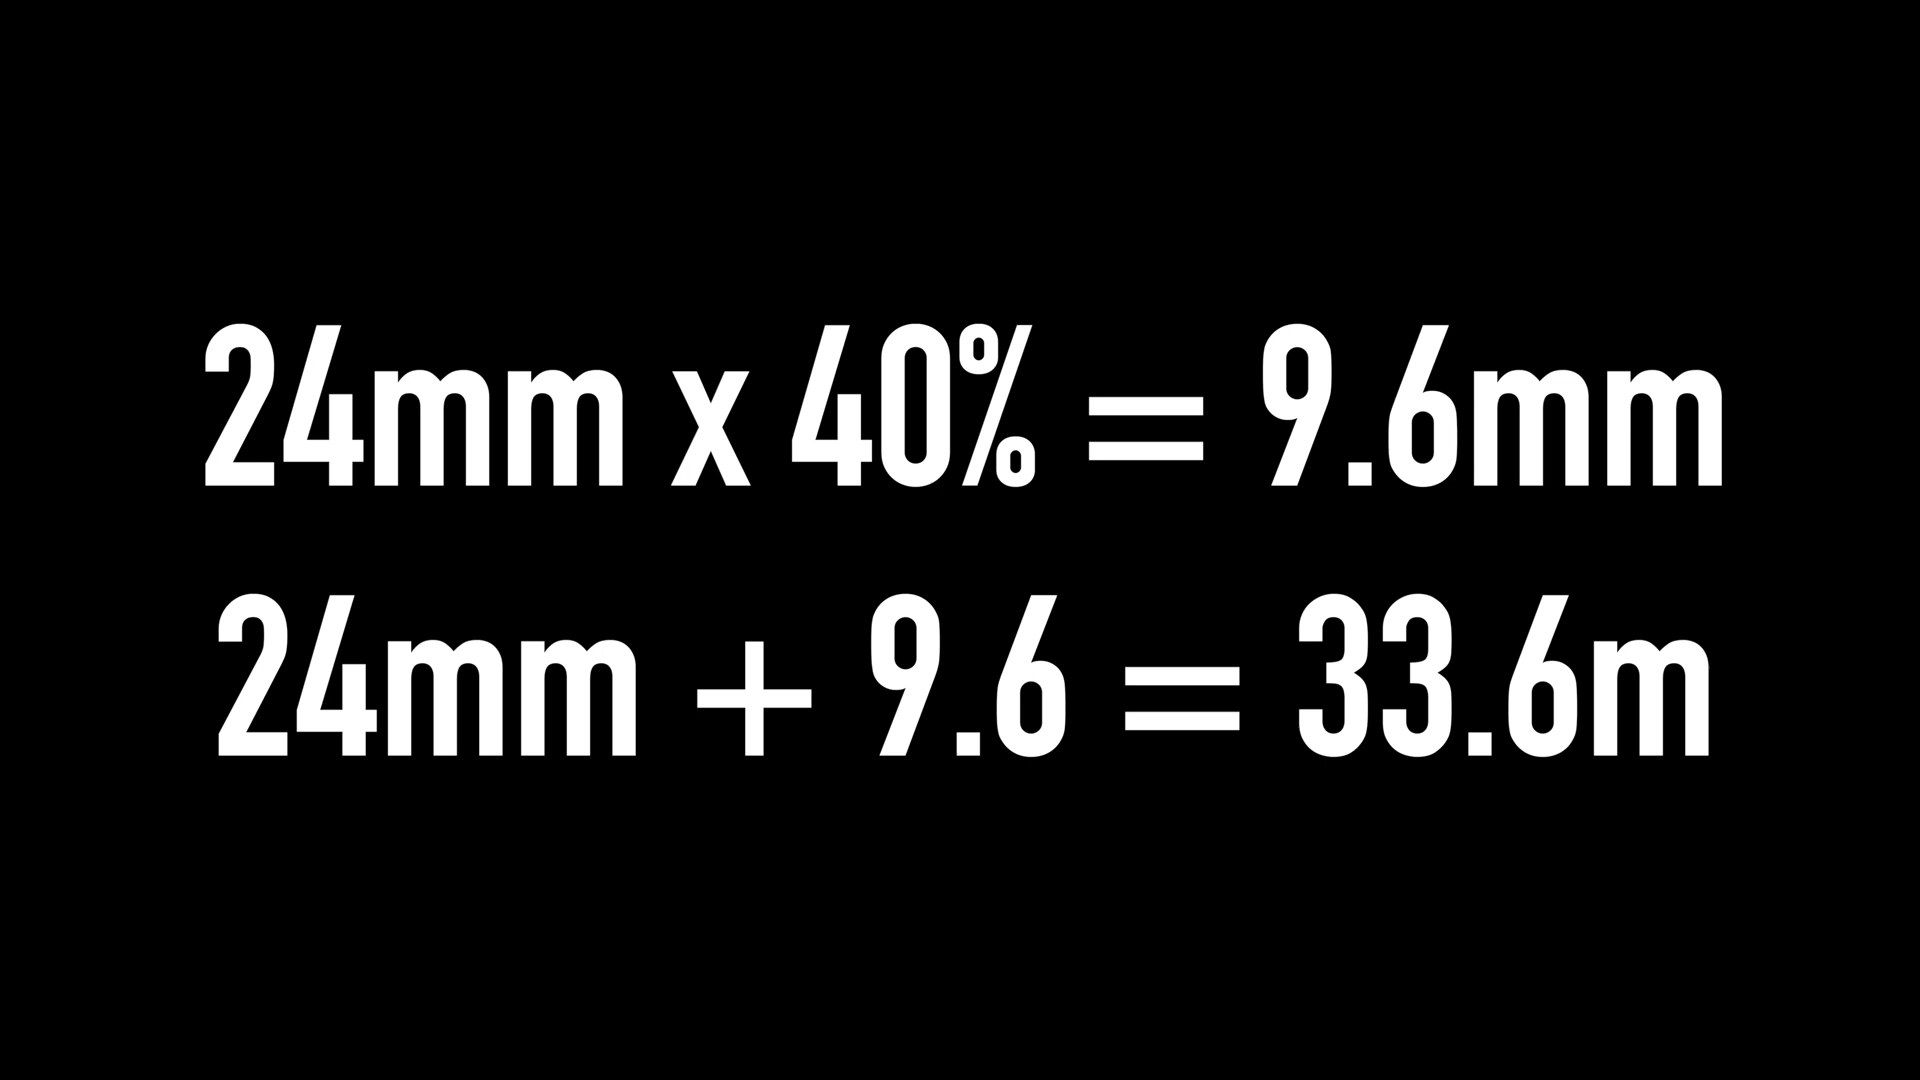 24mm x 40% = 9.6mm
24mm + 9.6 = 33.6m